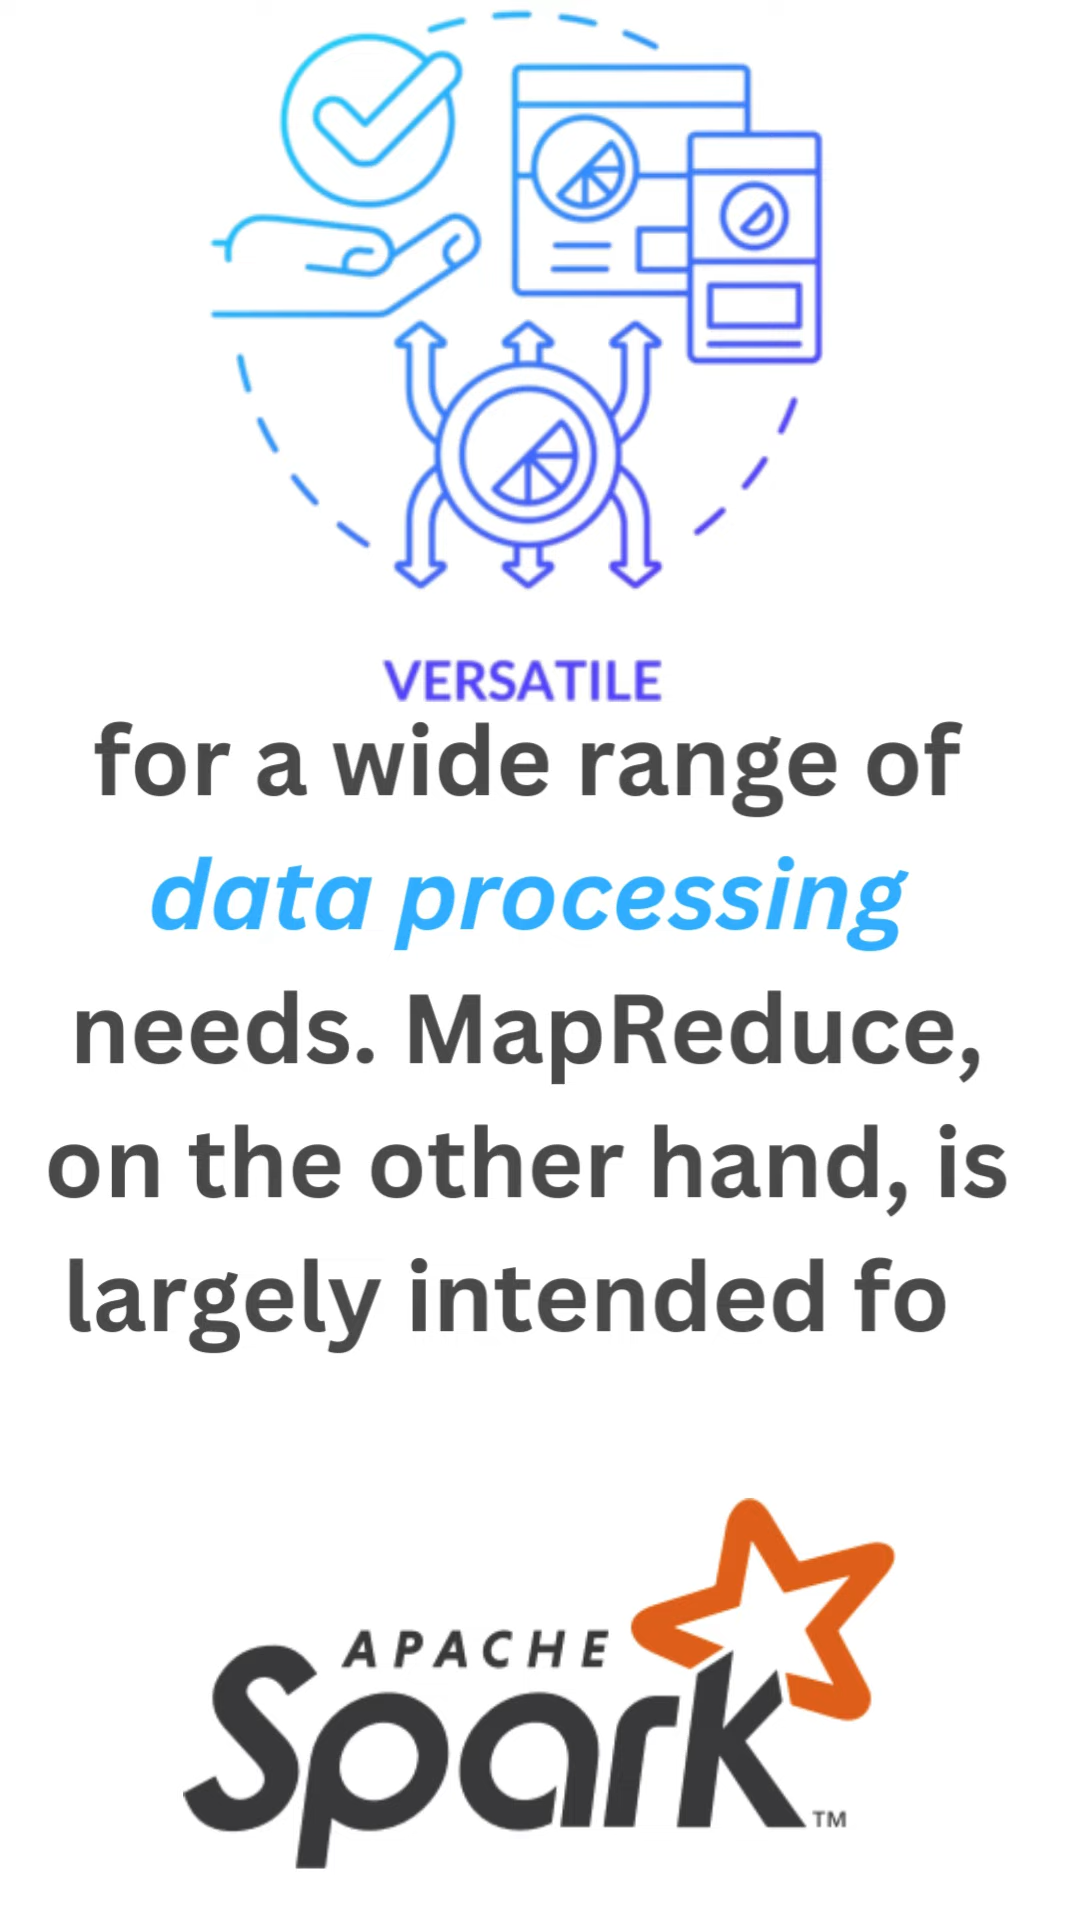 VERSATILE
for a wide range of
data processing
needs. MapReduce,
on the other hand, is
largely intended fo
APACHE
Spark
TM